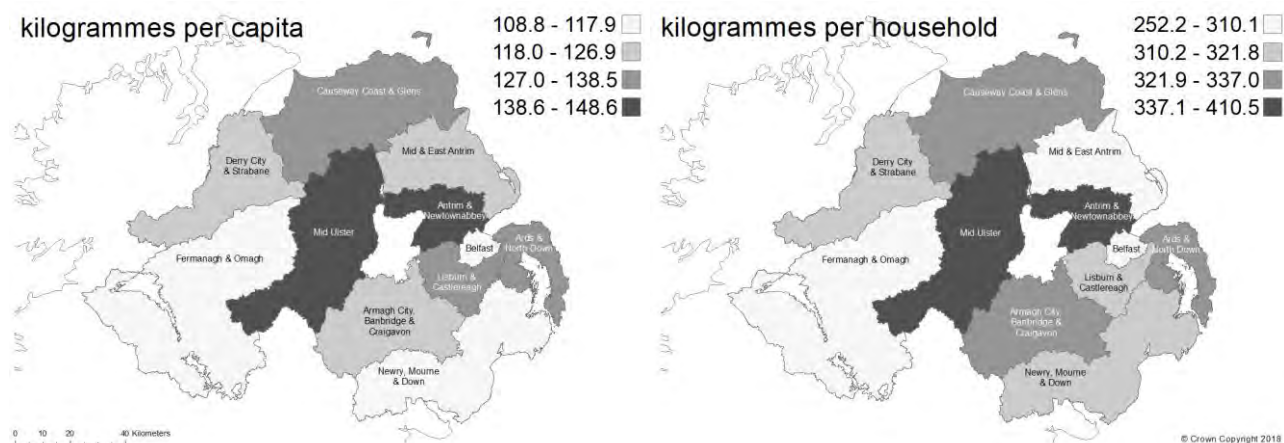 kilogrammes per capita
108.8 - 117.9
118.0 - 126.9
127.0 - 138.5
138.6 - 148.6
Causeway Coast & Glens
Derry City
& Strabane
Mid & East Antrim
Antrim &
Newtownabbey
Mid Ulster
Belfast
Ards &
North Down
Fermanagh & Omagh
Lisburn &
Castlereagh
Armagh City,
Banbridge &
Craigavon
Newry, Mourne
& Down
0 10 20 40 Kilometers
kilogrammes per household
252.2 - 310.1
310.2 - 321.8
321.9 - 337.0
337.1 - 410.5
Causeway Coast & Glens
Derry City
& Strabane
Mid & East Antrim
Antrim &
Newtownabbey
Mid Ulster
Belfast
Ards &
North Down
Fermanagh & Omagh
Lisburn &
Castlereagh
Armagh City,
Banbridge &
Craigavon
Newry, Mourne
& Down
© Crown Copyright 2018